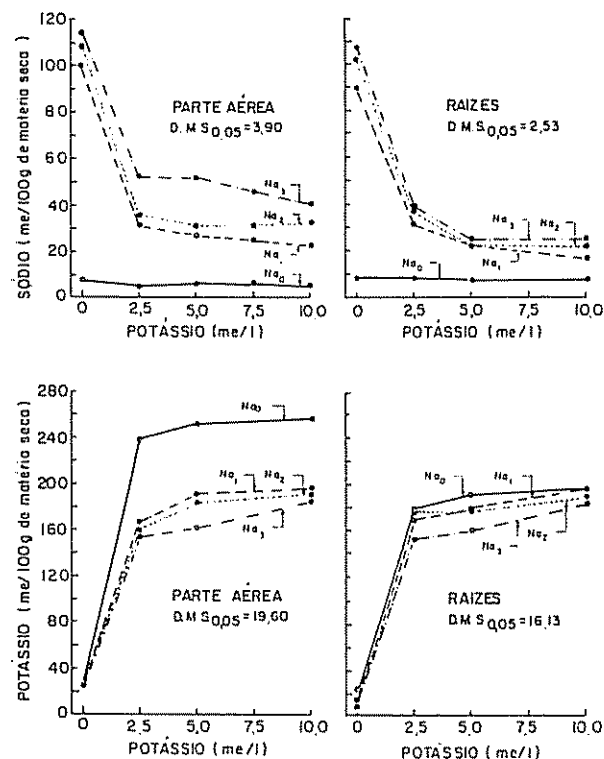 SÓDIO (me/100g de matéria seca)
120
100
80
60
40
20
0
PARTE AÉREA
D.M.S 0,05 = 3,90
Na3
Na2
Na1
Na0
0 2,5 5,0 7,5 10,0
POTÁSSIO (me/l)
RAIZES
D.M.S 0,05 = 2,53
Na3 Na2
Na0 Na1
0 2,5 5,0 7,5 10,0
POTÁSSIO (me/l)
POTÁSSIO (me/100g de matéria seca)
280
240
200
160
120
80
40
0
Na0
Na1 Na2
Na3
PARTE AÉREA
D.M.S 0,05 = 19,60
0 2,5 5,0 7,5 10,0
POTÁSSIO (me/l)
Na0 Na1
Na3 Na2
RAIZES
D.M.S 0,05 = 16,13
0 2,5 5,0 7,5 10,0
POTÁSSIO (me/l)